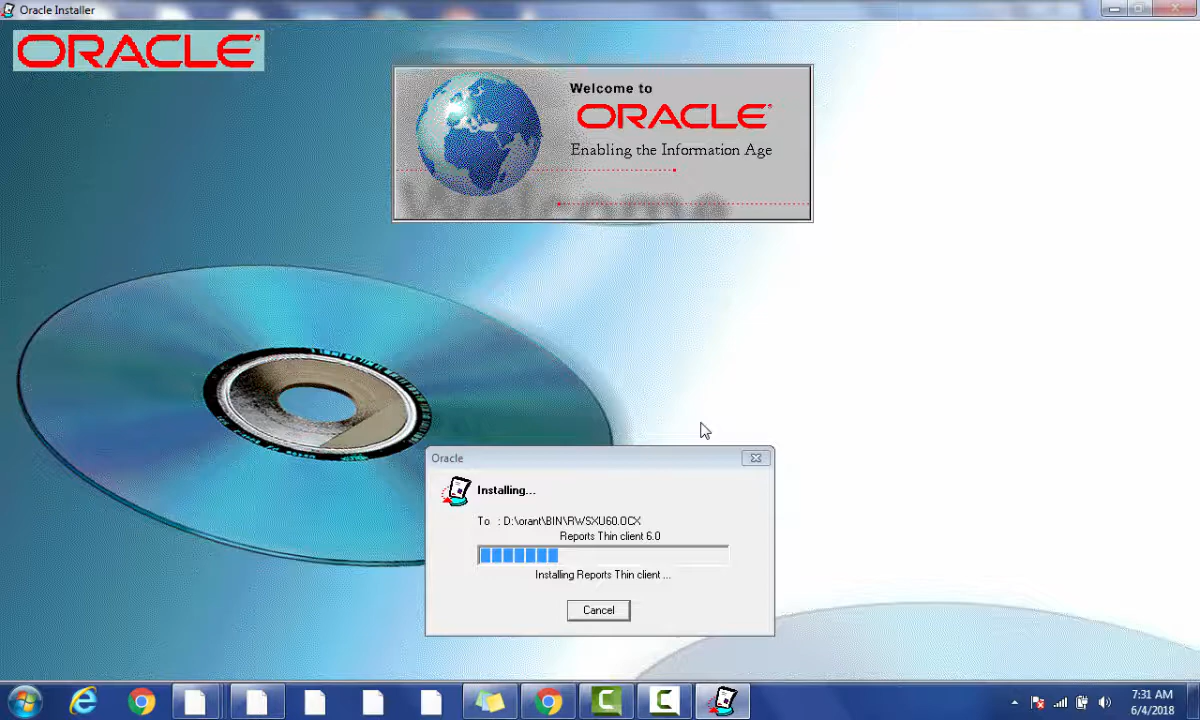 Oracle Installer
ORACLE
Welcome to
ORACLE
Enabling the Information Age
Welcome
Oracle
Installing...
To : D:\orant\BIN\RWSXU60.OCX
Reports Thin client 6.0
Installing Reports Thin client ...
Cancel
7:31 AM
6/4/2018